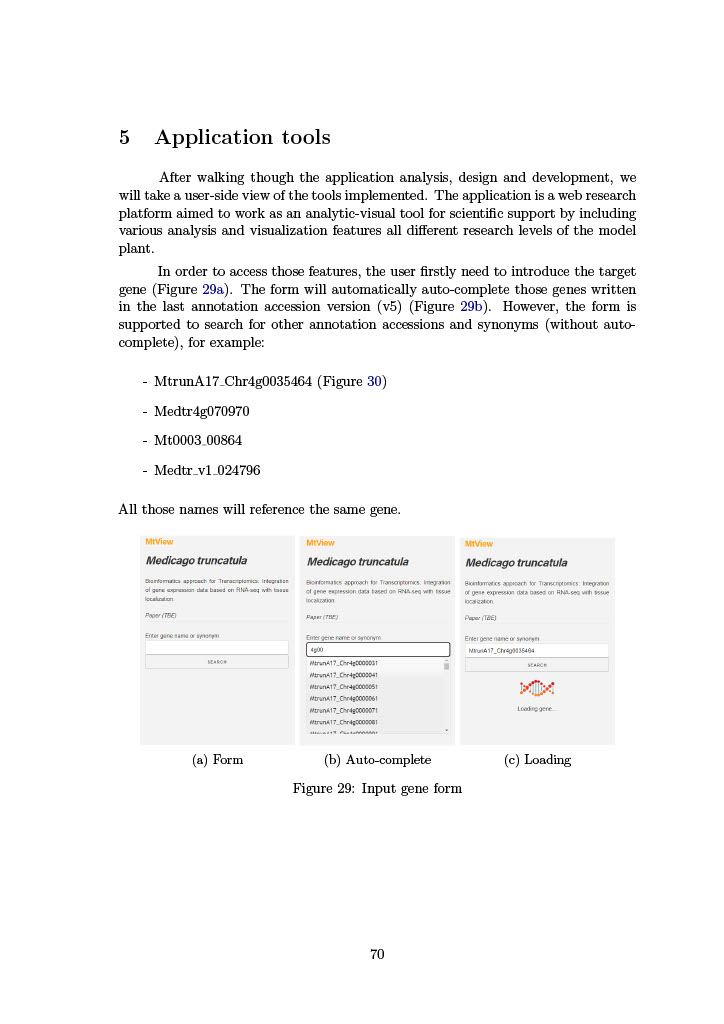 5 Application tools
After walking though the application analysis, design and development, we
will take a user-side view of the tools implemented. The application is a web research
platform aimed to work as an analytic-visual tool for scientific support by including
various analysis and visualization features all different research levels of the model
plant.
In order to access those features, the user firstly need to introduce the target
gene (Figure 29a). The form will automatically auto-complete those genes written
in the last annotation accession version (v5) (Figure 29b). However, the form is
supported to search for other annotation accessions and synonyms (without auto-
complete), for example:
- MtrunA17_Chr4g0035464 (Figure 30)
- Medtr4g070970
- Mt0003_00864
- Medtr_v1_024796
All those names will reference the same gene.
MtView
Medicago truncatula
Bioinformatics approach for Transcriptomics: Integration
of gene expression data based on RNA-seq with tissue
localization.
Paper (TBE)
Enter gene name or synonym
SEARCH
(a) Form
MtView
Medicago truncatula
Bioinformatics approach for Transcriptomics: Integration
of gene expression data based on RNA-seq with tissue
localization.
Paper (TBE)
Enter gene name or synonym
4g00
MtrunA17_Chr4g0000031
MtrunA17_Chr4g0000041
MtrunA17_Chr4g0000051
MtrunA17_Chr4g0000061
MtrunA17_Chr4g0000071
MtrunA17_Chr4g0000081
(b) Auto-complete
MtView
Medicago truncatula
Bioinformatics approach for Transcriptomics: Integration
of gene expression data based on RNA-seq with tissue
localization.
Paper (TBE)
Enter gene name or synonym
MtrunA17_Chr4g0035464
SEARCH
Loading gene...
(c) Loading
Figure 29: Input gene form
70